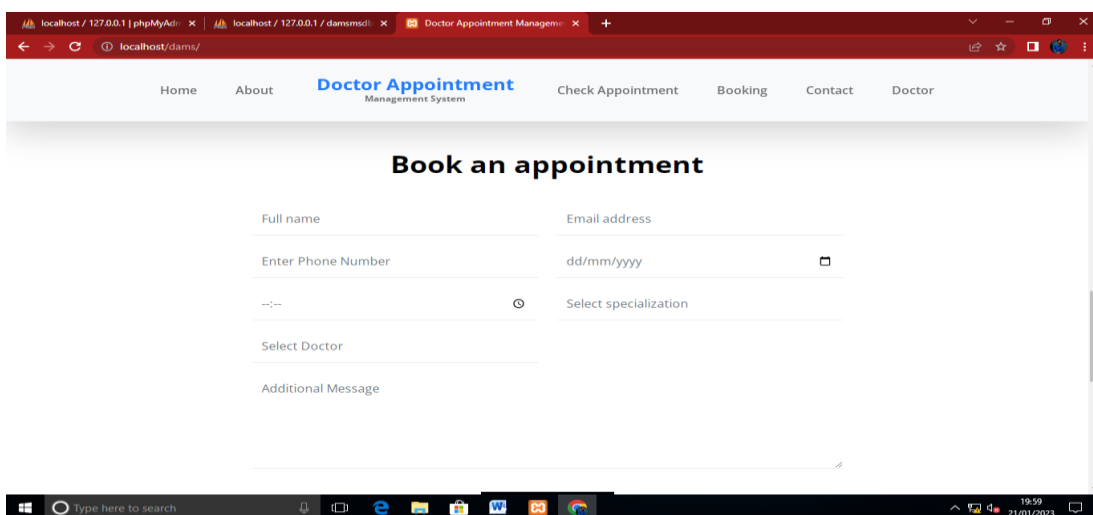 localhost / 127.0.0.1 | phpMyAdn
localhost / 127.0.0.1 / damsmsdb
Doctor Appointment Manageme
localhost/dams/
Home
About
Doctor Appointment
Management System
Check Appointment
Booking
Contact
Doctor
Book an appointment
Full name
Email address
Enter Phone Number
dd/mm/yyyy
--:--
Select specialization
Select Doctor
Additional Message
Type here to search
19:59
21/01/2023